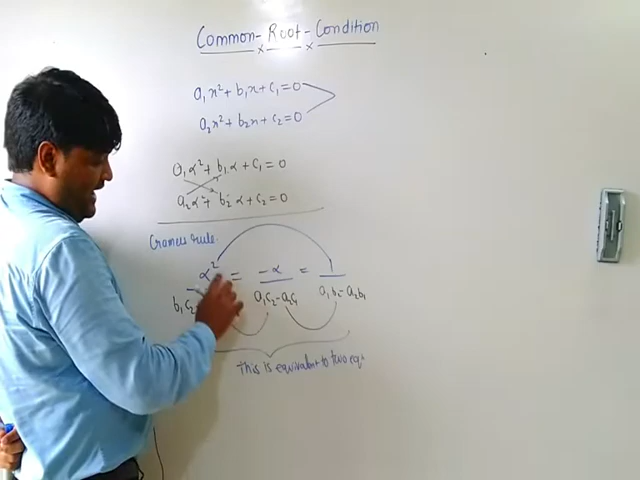 Common - Root - Condition
a₁x² + b₁x + c₁ = 0
a₂x² + b₂x + c₂ = 0
a₁α² + b₁α + c₁ = 0
a₂α² + b₂α + c₂ = 0
Cramers rule
α² = -α =
b₁c₂ a₁c₂ - a₂c₁ a₁b₂ - a₂b₁
This is equivalent to two eqⁿ